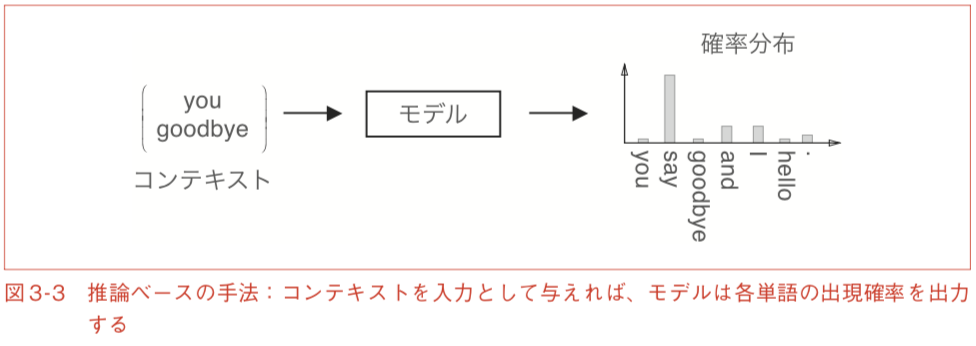 確率分布
you
goodbye
モデル
コンテキスト
you
say
goodbye
and
I
hello
.
図3-3 推論ベースの手法：コンテキストを入力として与えれば、モデルは各単語の出現確率を出力
する